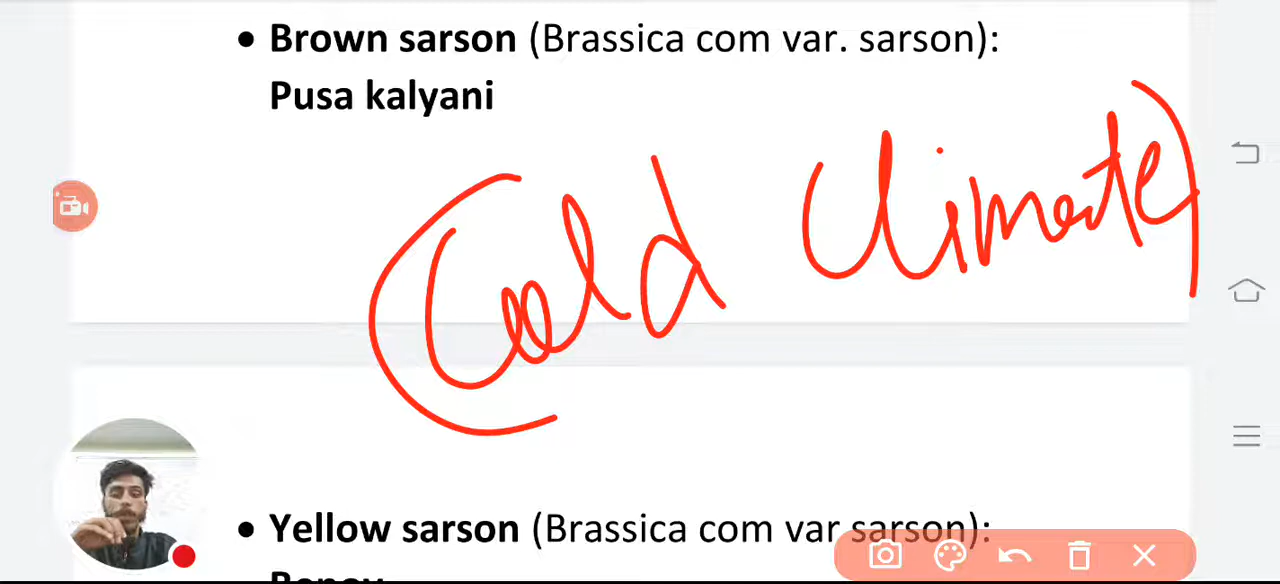 • Brown sarson (Brassica com var. sarson):
Pusa kalyani
(Cold Climate)
• Yellow sarson (Brassica com var sarson):